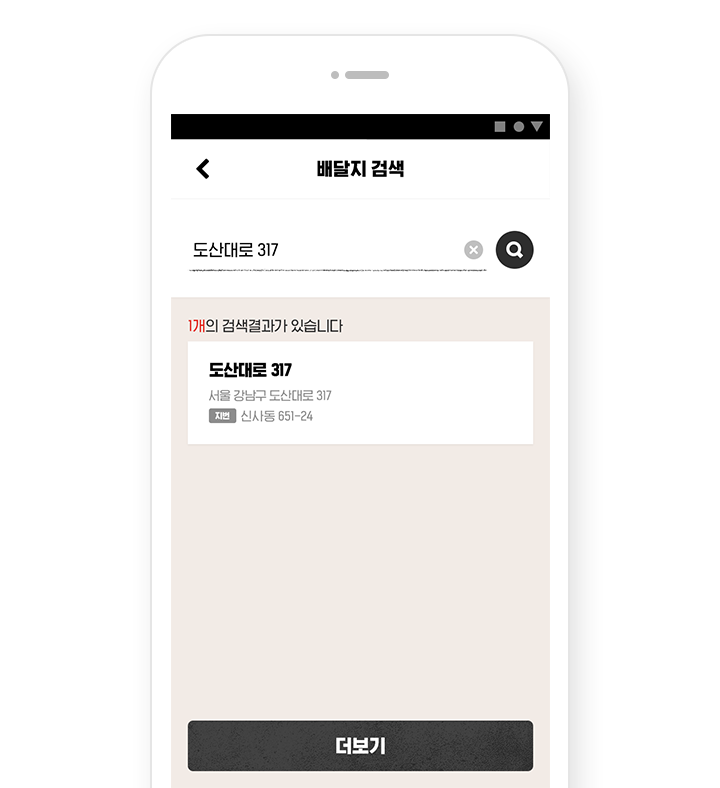 배달지 검색
도산대로 317
1개의 검색결과가 있습니다
도산대로 317
서울 강남구 도산대로 317
지번 신사동 651-24
더보기